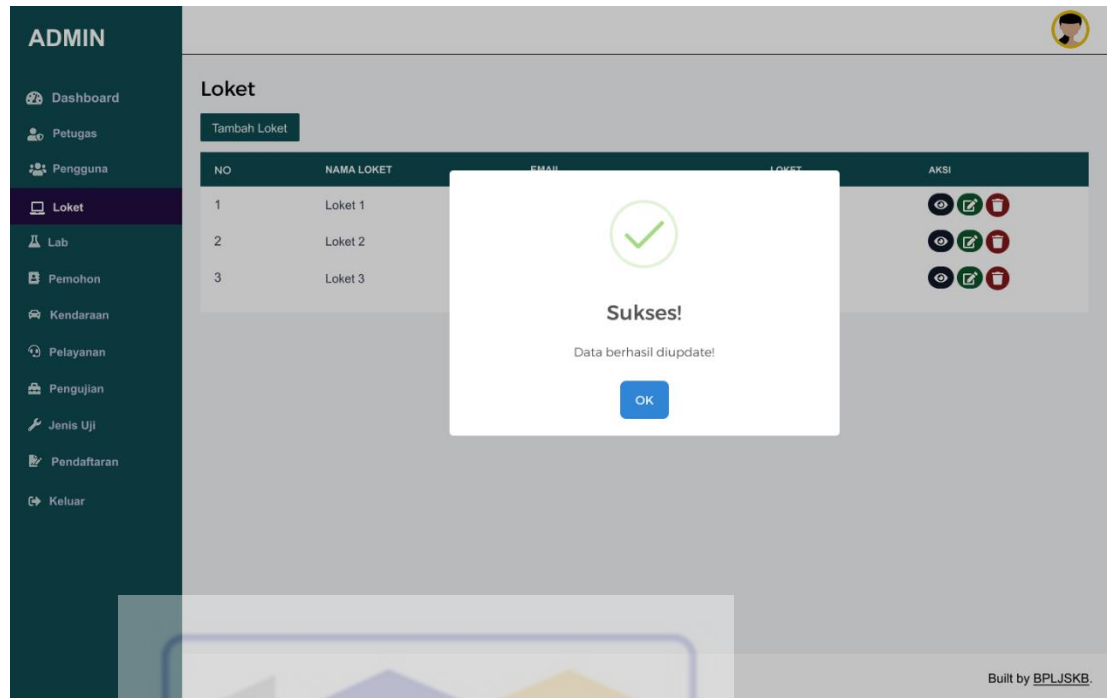 ADMIN
Dashboard
Petugas
Pengguna
Loket
Lab
Pemohon
Kendaraan
Pelayanan
Pengujian
Jenis Uji
Pendaftaran
Keluar
Loket
Tambah Loket
NO NAMA LOKET EMAIL LOKET AKSI
1 Loket 1
2 Loket 2
3 Loket 3
Sukses!
Data berhasil diupdate!
OK
Built by BPLJSKB.